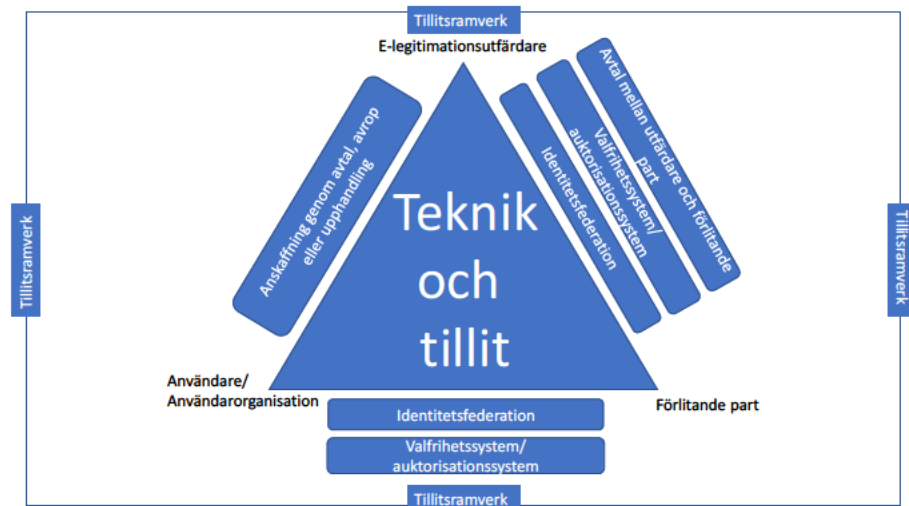 Tillitsramverk
E-legitimationsutfärdare
Anskaffning genom avtal, avrop
eller upphandling
Avtal mellan utfärdare och förlitande
part
Valfrihetssystem/
auktorisationssystem
Identitetsfederation
Teknik
och
tillit
Tillitsramverk
Tillitsramverk
Användare/
Användarorganisation
Förlitande part
Identitetsfederation
Valfrihetssystem/
auktorisationssystem
Tillitsramverk